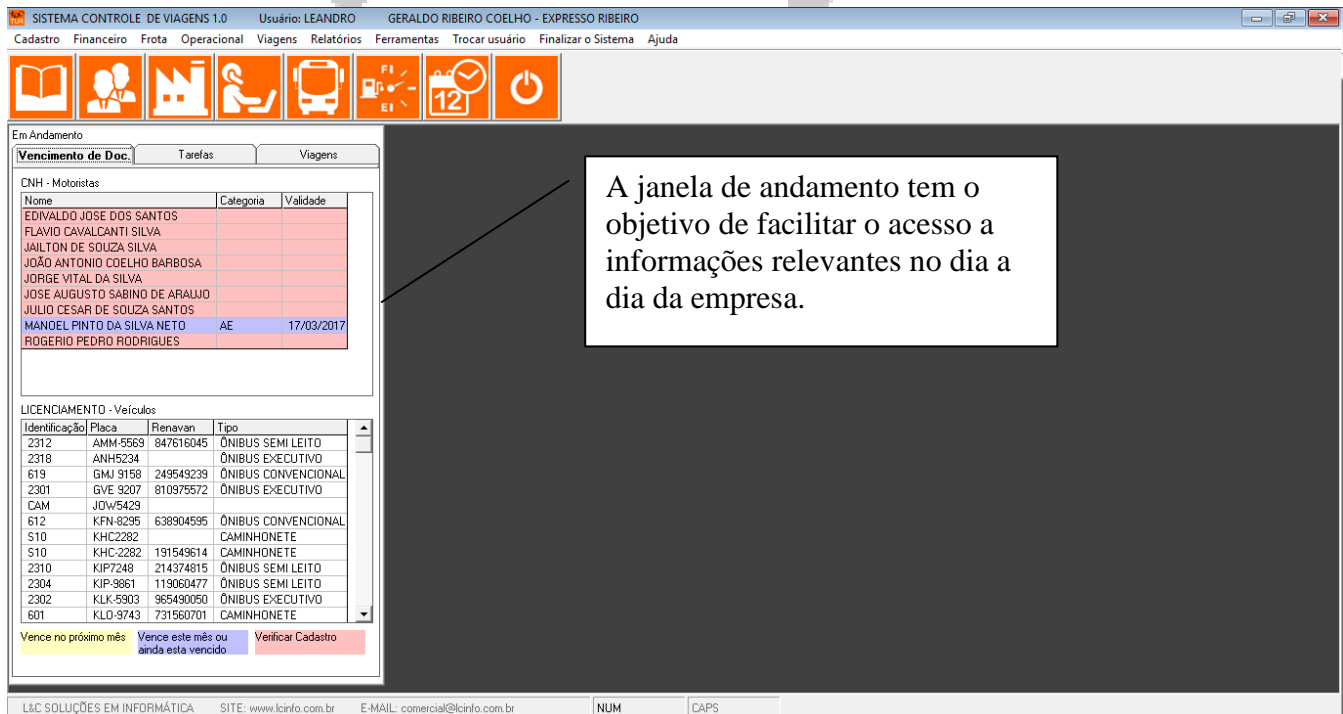 SISTEMA CONTROLE DE VIAGENS 1.0 Usuário: LEANDRO GERALDO RIBEIRO COELHO - EXPRESSO RIBEIRO
Cadastro Financeiro Frota Operacional Viagens Relatórios Ferramentas Trocar usuário Finalizar o Sistema Ajuda
FI
12
EI
Em Andamento
Vencimento de Doc. Tarefas Viagens
CNH - Motoristas
Nome Categoria Validade
EDIVALDO JOSE DOS SANTOS
FLAVIO CAVALCANTI SILVA
JAILTON DE SOUZA SILVA
JOÃO ANTONIO COELHO BARBOSA
JORGE VITAL DA SILVA
JOSE AUGUSTO SABINO DE ARAUJO
JULIO CESAR DE SOUZA SANTOS
MANOEL PINTO DA SILVA NETO AE 17/03/2017
ROGERIO PEDRO RODRIGUES
A janela de andamento tem o
objetivo de facilitar o acesso a
informações relevantes no dia a
dia da empresa.
LICENCIAMENTO - Veículos
Identificação Placa Renavan Tipo
2312 AMM-5569 847616045 ÔNIBUS SEMI LEITO
2318 ANH5234 ÔNIBUS EXECUTIVO
619 GMJ 9158 249549239 ÔNIBUS CONVENCIONAL
2301 GVE 9207 810975572 ÔNIBUS EXECUTIVO
CAM JOW5429
612 KFN-8295 638904595 ÔNIBUS CONVENCIONAL
S10 KHC2282 CAMINHONETE
S10 KHC-2282 191549614 CAMINHONETE
2310 KIP7248 214374815 ÔNIBUS SEMI LEITO
2304 KIP-9861 119060477 ÔNIBUS SEMI LEITO
2302 KLK-5903 965490050 ÔNIBUS EXECUTIVO
601 KLO-9743 731560701 CAMINHONETE
Vence no próximo mês Vence este mês ou Verificar Cadastro
ainda esta vencido
L&C SOLUÇÕES EM INFORMÁTICA SITE: www.lcinfo.com.br E-MAIL: comercial@lcinfo.com.br NUM CAPS